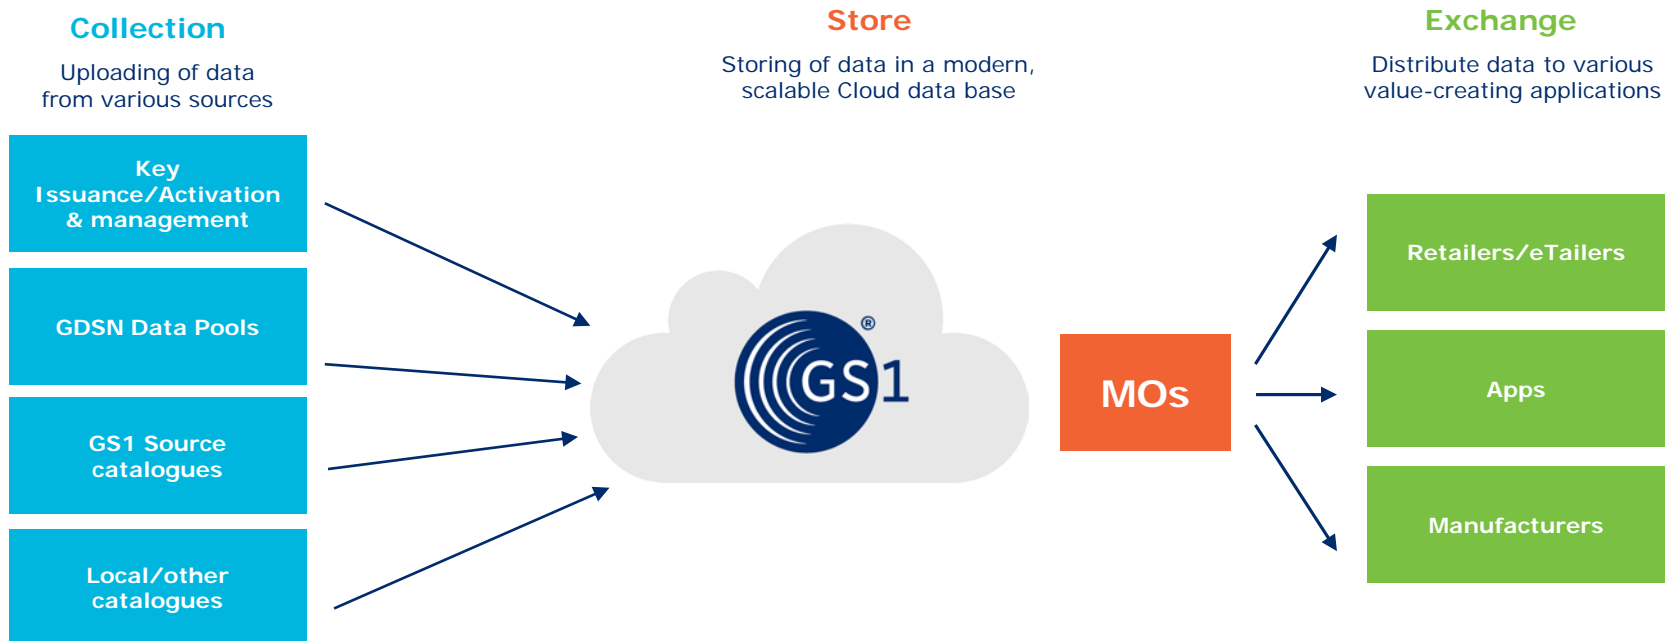 Collection
Uploading of data
from various sources
Key
Issuance/Activation
& management
GDSN Data Pools
GS1 Source
catalogues
Local/other
catalogues
Store
Storing of data in a modern,
scalable Cloud data base
GS1®
MOs
Exchange
Distribute data to various
value-creating applications
Retailers/eTailers
Apps
Manufacturers